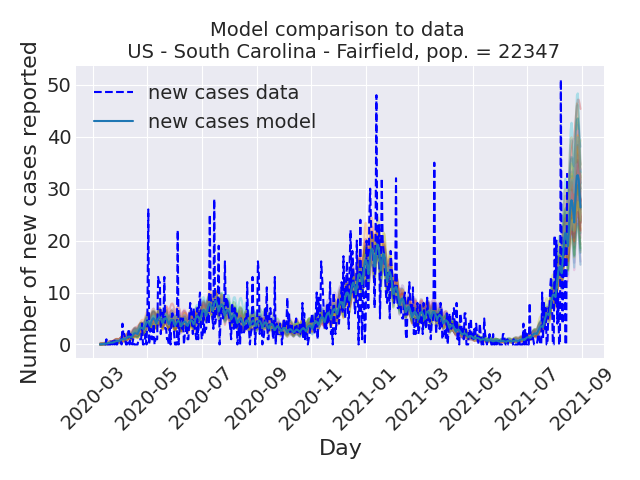 Model comparison to data
US - South Carolina - Fairfield, pop. = 22347
Number of new cases reported
50
40
30
20
10
0
new cases data
new cases model
2020-03
2020-05
2020-07
2020-09
2020-11
2021-01
2021-03
2021-05
2021-07
2021-09
Day